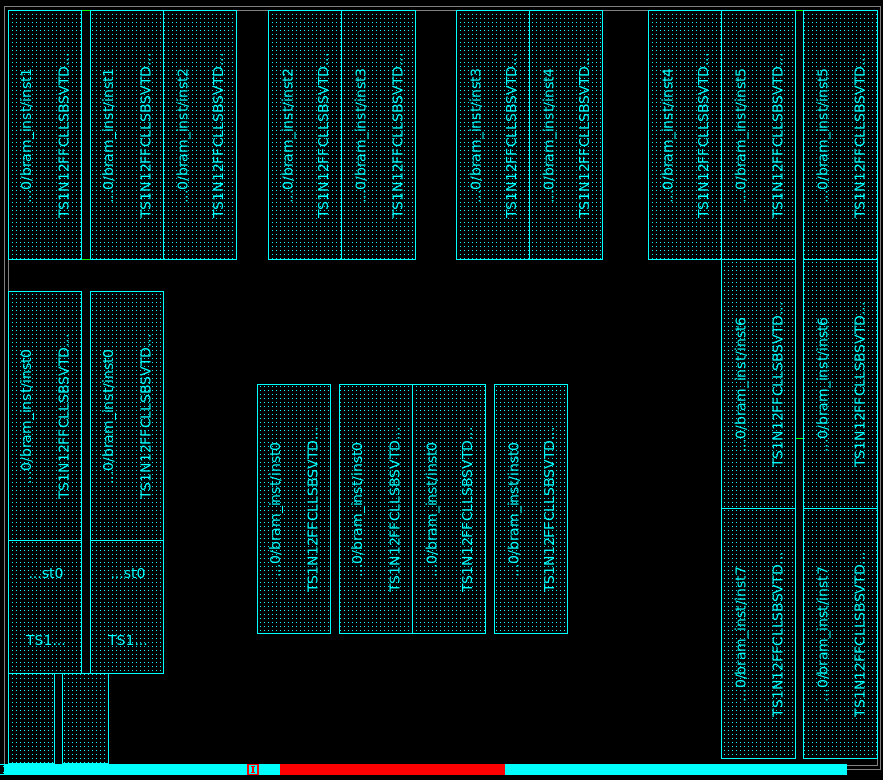 ...0/bram_inst/inst1
TS1N12FFCLLSBSVTD...
...0/bram_inst/inst1
TS1N12FFCLLSBSVTD...
...0/bram_inst/inst2
TS1N12FFCLLSBSVTD...
...0/bram_inst/inst2
TS1N12FFCLLSBSVTD...
...0/bram_inst/inst3
TS1N12FFCLLSBSVTD...
...0/bram_inst/inst3
TS1N12FFCLLSBSVTD...
...0/bram_inst/inst4
TS1N12FFCLLSBSVTD...
...0/bram_inst/inst4
TS1N12FFCLLSBSVTD...
...0/bram_inst/inst5
TS1N12FFCLLSBSVTD...
...0/bram_inst/inst5
TS1N12FFCLLSBSVTD...
...0/bram_inst/inst0
TS1N12FFCLLSBSVTD...
...0/bram_inst/inst0
TS1N12FFCLLSBSVTD...
...0/bram_inst/inst6
TS1N12FFCLLSBSVTD...
...0/bram_inst/inst6
TS1N12FFCLLSBSVTD...
...0/bram_inst/inst0
TS1N12FFCLLSBSVTD...
...0/bram_inst/inst0
TS1N12FFCLLSBSVTD...
...0/bram_inst/inst0
TS1N12FFCLLSBSVTD...
...0/bram_inst/inst0
TS1N12FFCLLSBSVTD...
...st0
TS1...
...st0
TS1...
...0/bram_inst/inst7
TS1N12FFCLLSBSVTD...
...0/bram_inst/inst7
TS1N12FFCLLSBSVTD...
I